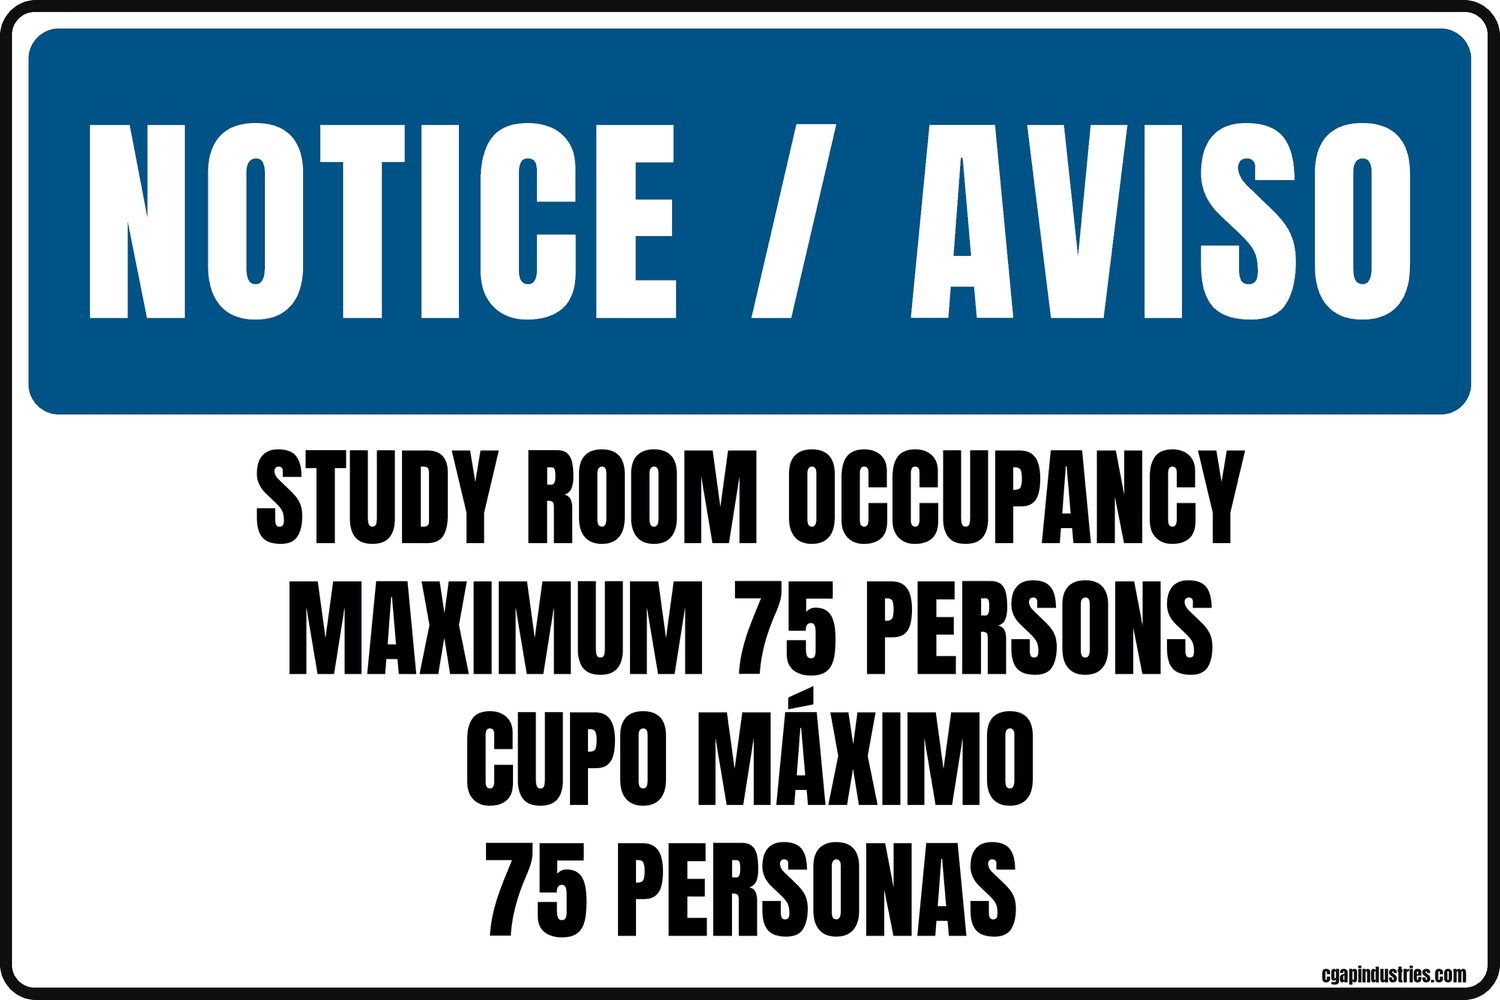 NOTICE / AVISO
STUDY ROOM OCCUPANCY
MAXIMUM 75 PERSONS
CUPO MÁXIMO
75 PERSONAS
cgapindustries.com